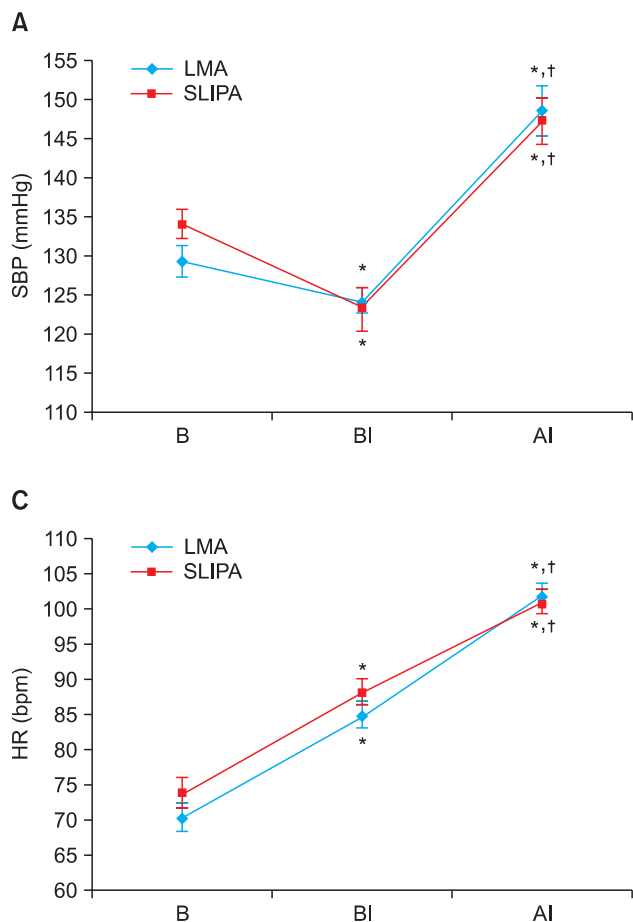 A
LMA
SLIPA
SBP (mmHg)
155
150
145
140
135
130
125
120
115
110
*
*
*,†
*,†
B BI AI
C
LMA
SLIPA
HR (bpm)
110
105
100
95
90
85
80
75
70
65
60
*
*
*,†
*,†
B BI AI